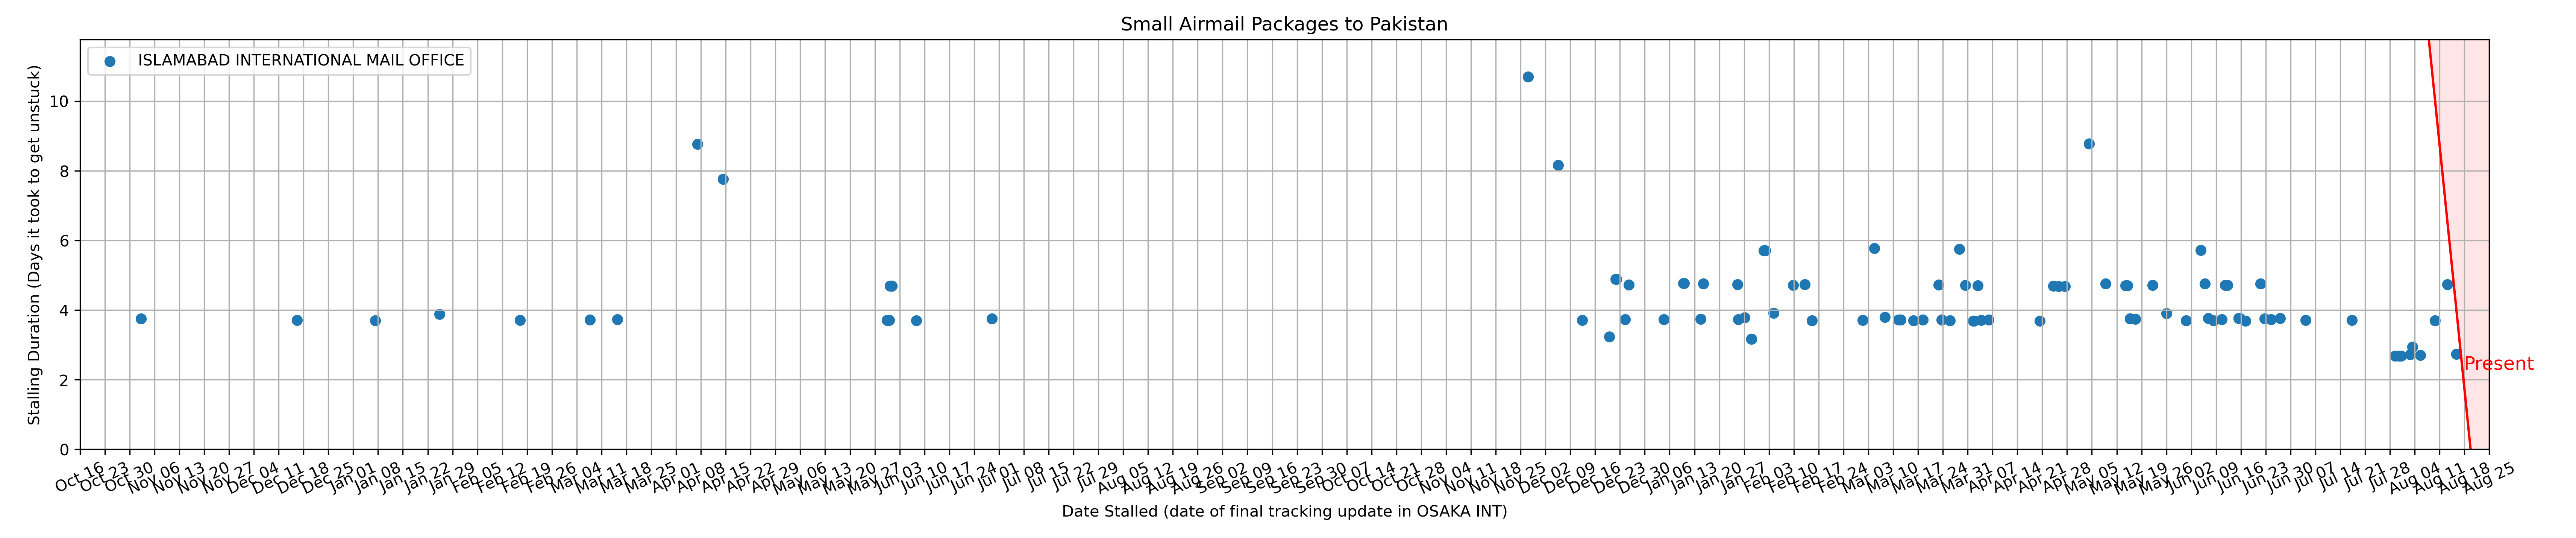 Small Airmail Packages to Pakistan
ISLAMABAD INTERNATIONAL MAIL OFFICE
Stalling Duration (Days it took to get unstuck)
10
8
6
4
2
0
Present
Oct 16
Oct 23
Oct 30
Nov 06
Nov 13
Nov 20
Nov 27
Dec 04
Dec 11
Dec 18
Dec 25
Jan 01
Jan 08
Jan 15
Jan 22
Jan 29
Feb 05
Feb 12
Feb 19
Feb 26
Mar 04
Mar 11
Mar 18
Mar 25
Apr 01
Apr 08
Apr 15
Apr 22
Apr 29
May 06
May 13
May 20
May 27
Jun 03
Jun 10
Jun 17
Jun 24
Jul 01
Jul 08
Jul 15
Jul 22
Jul 29
Aug 05
Aug 12
Aug 19
Aug 26
Sep 02
Sep 09
Sep 16
Sep 23
Sep 30
Oct 07
Oct 14
Oct 21
Oct 28
Nov 04
Nov 11
Nov 18
Nov 25
Dec 02
Dec 09
Dec 16
Dec 23
Dec 30
Jan 06
Jan 13
Jan 20
Jan 27
Feb 03
Feb 10
Feb 17
Feb 24
Mar 03
Mar 10
Mar 17
Mar 24
Mar 31
Apr 07
Apr 14
Apr 21
Apr 28
May 05
May 12
May 19
May 26
Jun 02
Jun 09
Jun 16
Jun 23
Jun 30
Jul 07
Jul 14
Jul 21
Jul 28
Aug 04
Aug 11
Aug 18
Aug 25
Date Stalled (date of final tracking update in OSAKA INT)